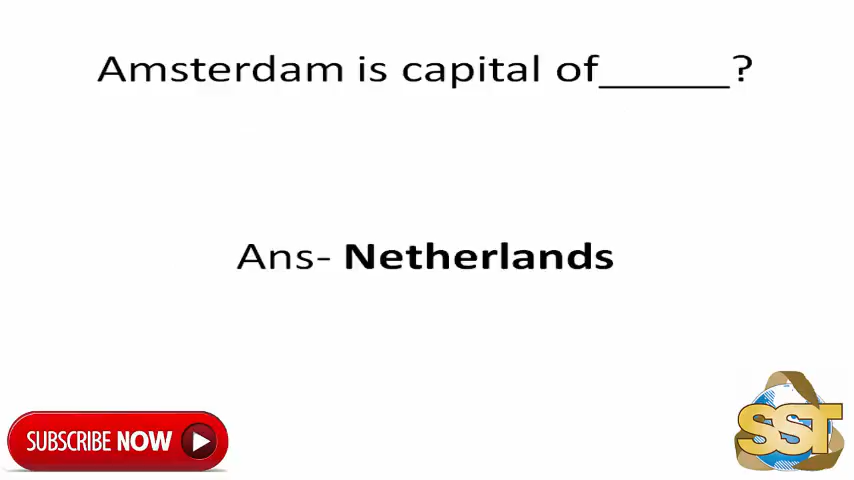 Amsterdam is capital of______?
Ans- Netherlands
SUBSCRIBE NOW
SST